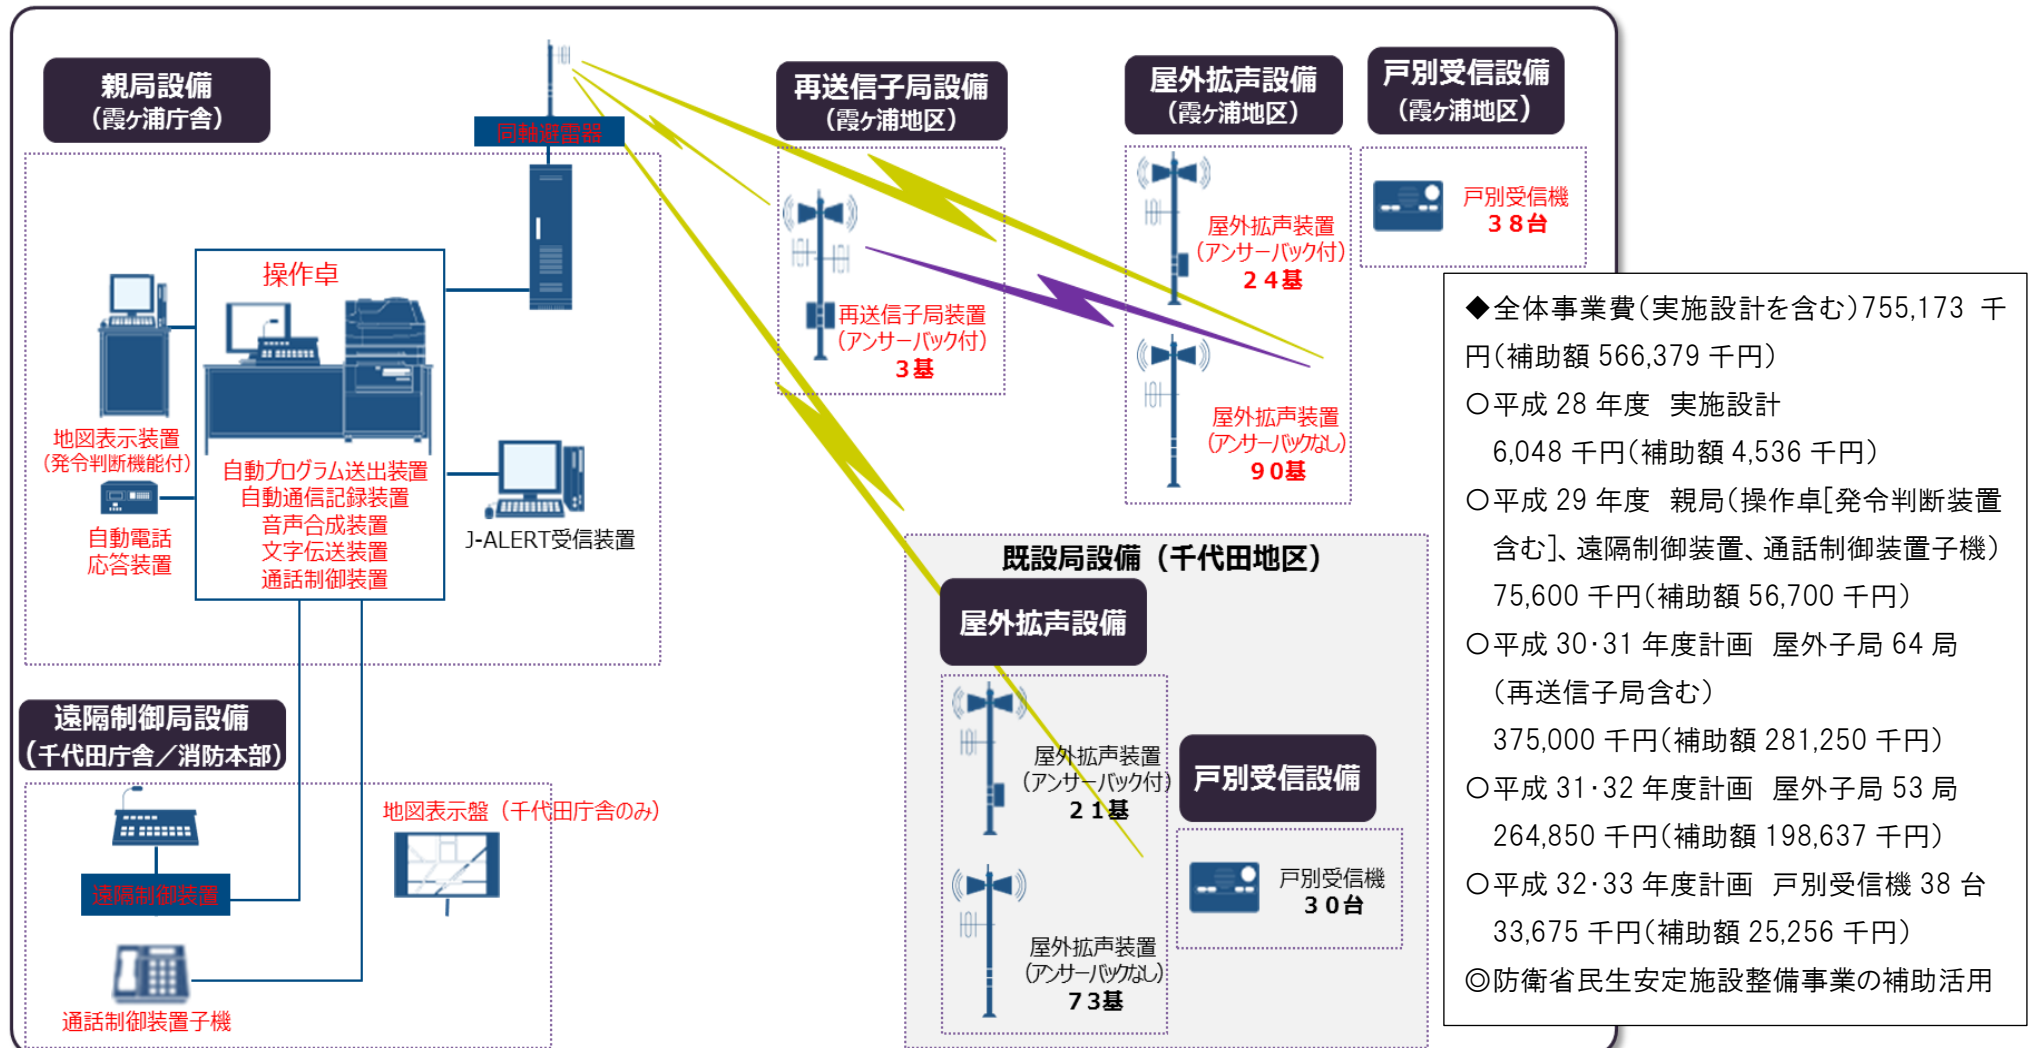 親局設備
(霞ヶ浦庁舎)
同軸避雷器
再送信子局設備
(霞ヶ浦地区)
屋外拡声設備
(霞ヶ浦地区)
戸別受信設備
(霞ヶ浦地区)
操作卓
地図表示装置
(発令判断機能付)
自動電話
応答装置
自動プログラム送出装置
自動通信記録装置
音声合成装置
文字伝送装置
通話制御装置
J-ALERT受信装置
再送信子局装置
(アンサーバック付)
3基
屋外拡声装置
(アンサーバック付)
24基
屋外拡声装置
(アンサーバックなし)
90基
戸別受信機
38台
遠隔制御局設備
(千代田庁舎/消防本部)
遠隔制御装置
地図表示盤(千代田庁舎のみ)
通話制御装置子機
既設局設備(千代田地区)
屋外拡声設備
屋外拡声装置
(アンサーバック付)
21基
屋外拡声装置
(アンサーバックなし)
73基
戸別受信設備
戸別受信機
30台
◆全体事業費(実施設計を含む)755,173 千
円(補助額 566,379 千円)
○平成 28 年度 実施設計
6,048 千円(補助額 4,536 千円)
○平成 29 年度 親局(操作卓[発令判断装置
含む]、遠隔制御装置、通話制御装置子機)
75,600 千円(補助額 56,700 千円)
○平成 30・31 年度計画 屋外子局 64 局
(再送信子局含む)
375,000 千円(補助額 281,250 千円)
○平成 31・32 年度計画 屋外子局 53 局
264,850 千円(補助額 198,637 千円)
○平成 32・33 年度計画 戸別受信機 38 台
33,675 千円(補助額 25,256 千円)
◎防衛省民生安定施設整備事業の補助活用